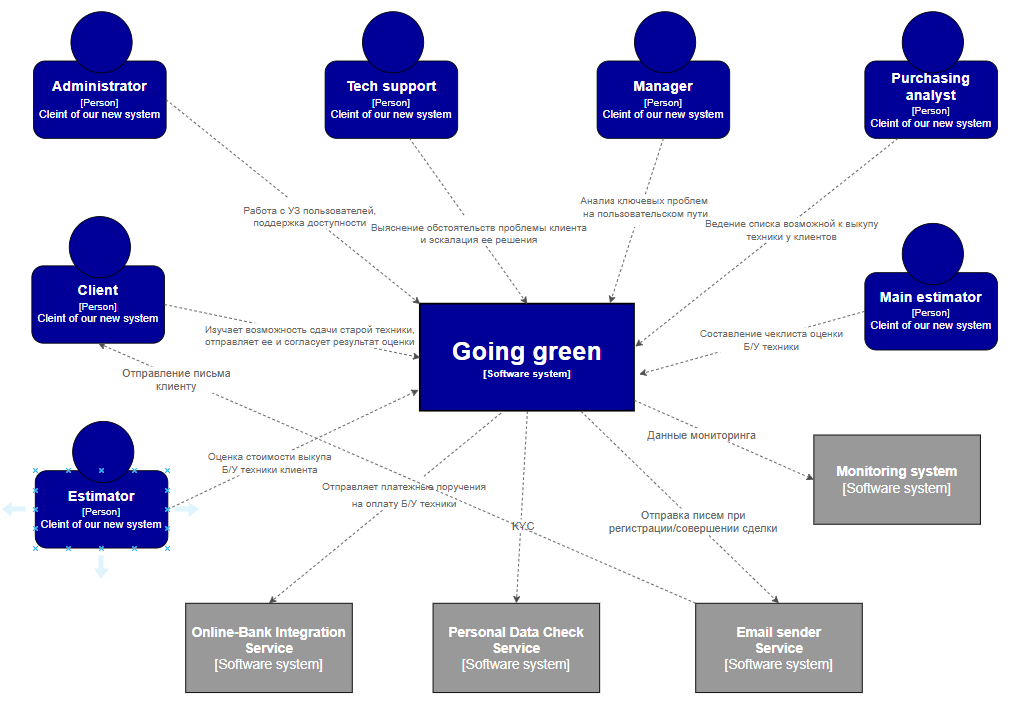 Administrator
[Person]
Cleint of our new system
Tech support
[Person]
Cleint of our new system
Manager
[Person]
Cleint of our new system
Purchasing
analyst
[Person]
Cleint of our new system
Работа с УЗ пользователей,
поддержка доступности
Выяснение обстоятельств проблемы клиента
и эскалация ее решения
Анализ ключевых проблем
на пользовательском пути
Ведение списка возможной к выкупу
техники у клиентов
Client
[Person]
Cleint of our new system
Main estimator
[Person]
Cleint of our new system
Изучает возможность сдачи старой техники,
отправляет ее и согласует результат оценки
Going green
[Software system]
Составление чеклиста оценки
Б/У техники
Отправление письма
клиенту
Estimator
[Person]
Cleint of our new system
Оценка стоимости выкупа
Б/У техники клиента
Данные мониторинга
Monitoring system
[Software system]
Отправляет платежные поручения
на оплату Б/У техники
KYC
Отправка писем при
регистрации/совершении сделки
Online-Bank Integration
Service
[Software system]
Personal Data Check
Service
[Software system]
Email sender
Service
[Software system]